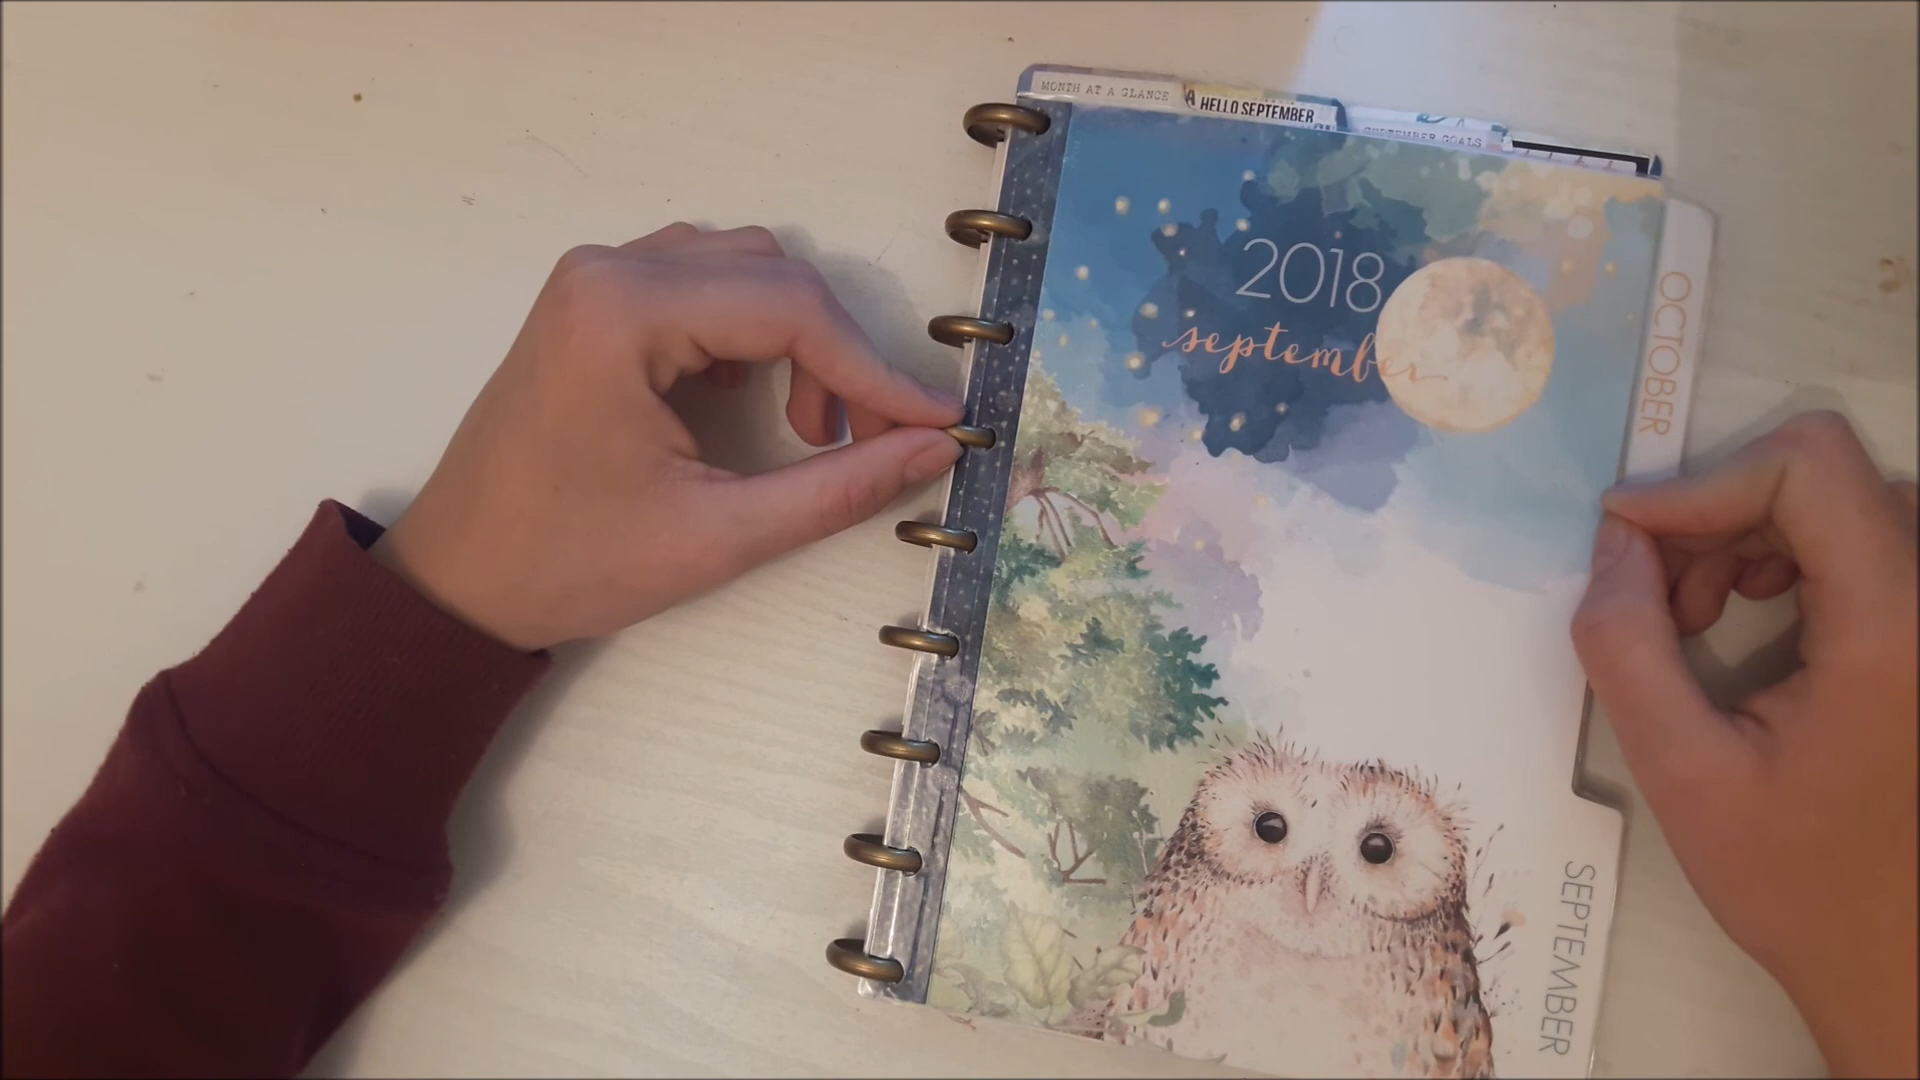 MONTH AT A GLANCE
HELLO SEPTEMBER
SEPTEMBER GOALS
2018
september
OCTOBER
SEPTEMBER